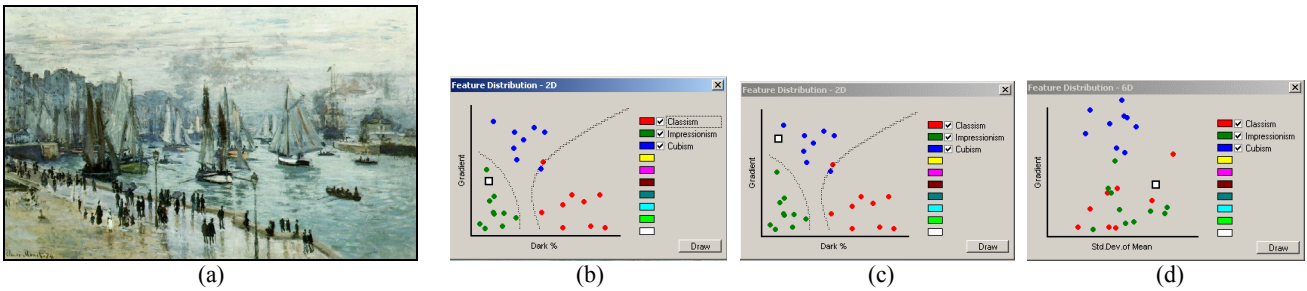 Feature Distribution - 2D
Gradient
Classism
Impressionism
Cubism
Dark %
Draw
Feature Distribution - 2D
Gradient
Classism
Impressionism
Cubism
Dark %
Draw
Feature Distribution - 6D
Gradient
Classism
Impressionism
Cubism
Std.Dev.of Mean
Draw
(a)
(b)
(c)
(d)